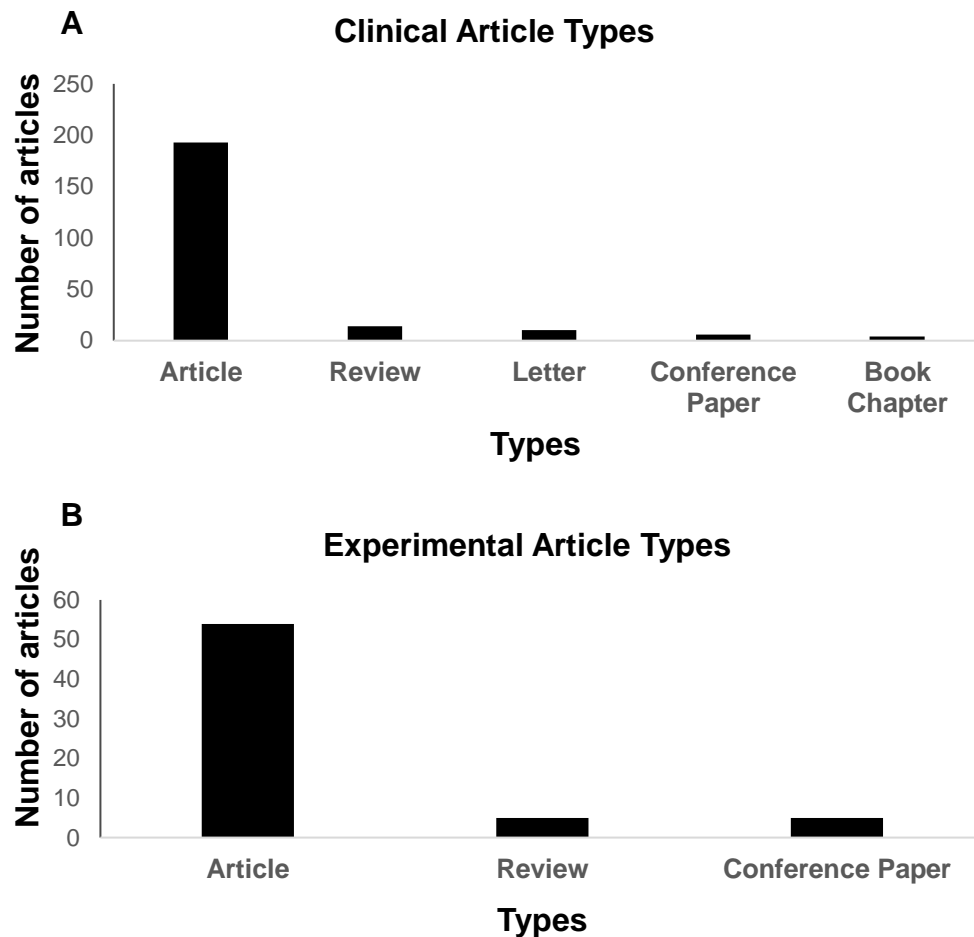 A
Clinical Article Types
Number of articles
250
200
150
100
50
0
Article
Review
Letter
Conference
Paper
Book
Chapter
Types
B
Experimental Article Types
Number of articles
60
50
40
30
20
10
0
Article
Review
Conference Paper
Types